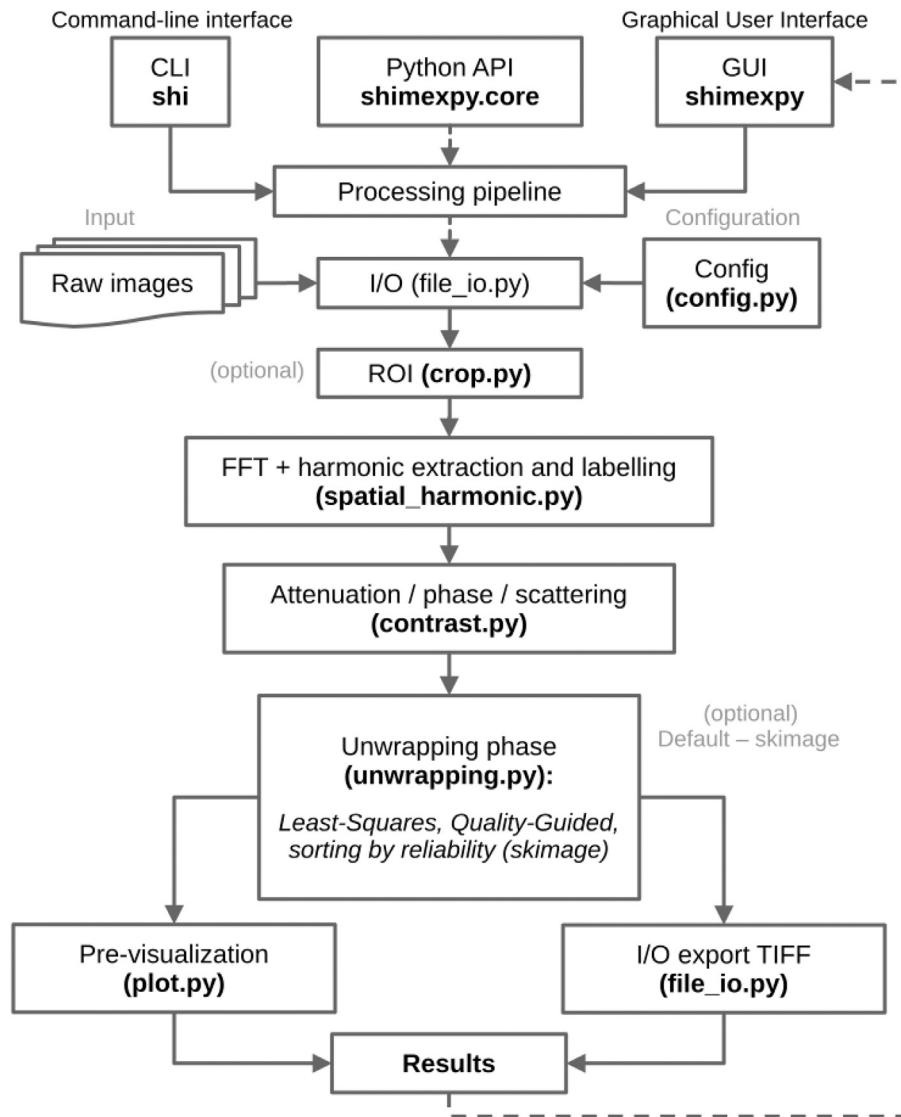 Command-line interface
Graphical User Interface
CLI
shi
Python API
shimexpy.core
GUI
shimexpy
Processing pipeline
Input
Configuration
Raw images
I/O (file_io.py)
Config
(config.py)
(optional)
ROI (crop.py)
FFT + harmonic extraction and labelling
(spatial_harmonic.py)
Attenuation / phase / scattering
(contrast.py)
(optional)
Default – skimage
Unwrapping phase
(unwrapping.py):
Least-Squares, Quality-Guided,
sorting by reliability (skimage)
Pre-visualization
(plot.py)
I/O export TIFF
(file_io.py)
Results